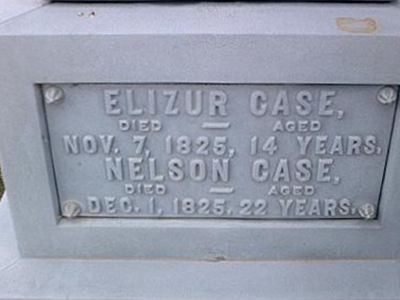 ELIZUR CASE,
DIED — AGED
NOV. 7, 1825, 14 YEARS.
NELSON CASE,
DIED — AGED
DEC. 1, 1825, 22 YEARS.